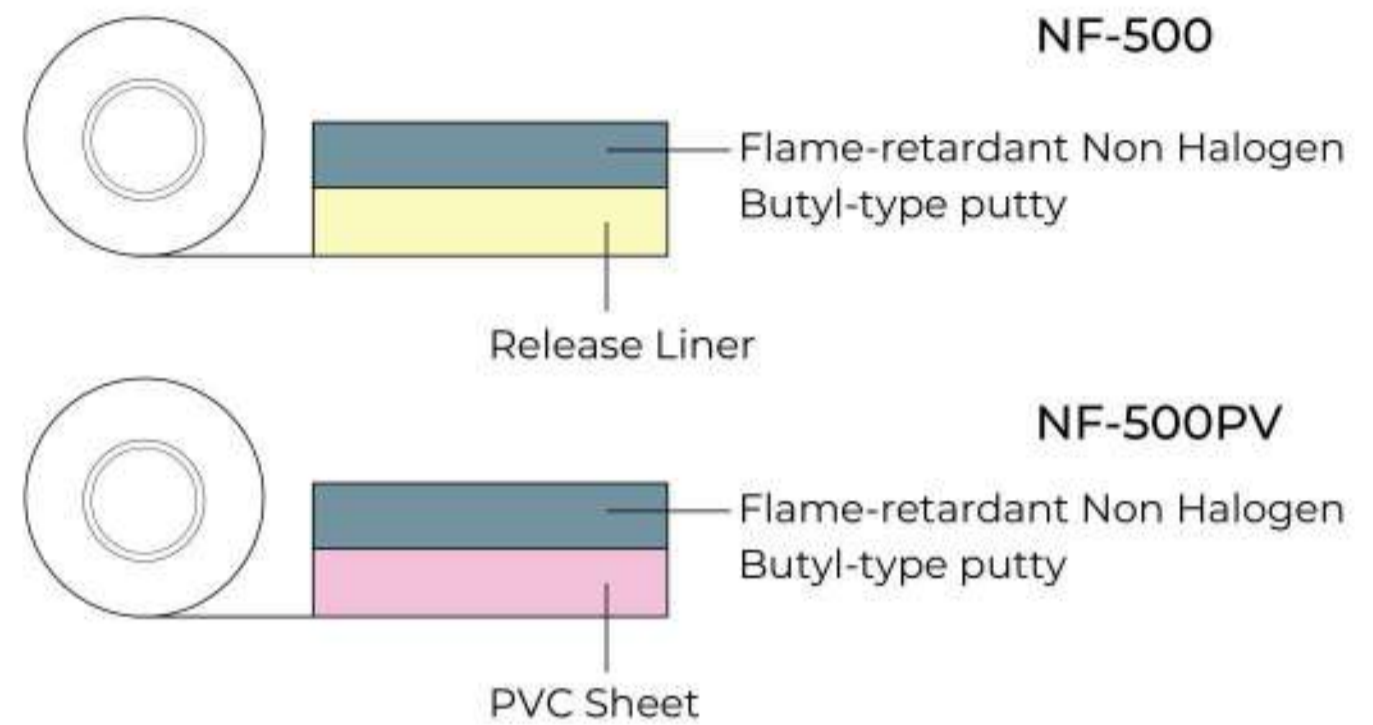 NF-500
Flame-retardant Non Halogen
Butyl-type putty
Release Liner
NF-500PV
Flame-retardant Non Halogen
Butyl-type putty
PVC Sheet